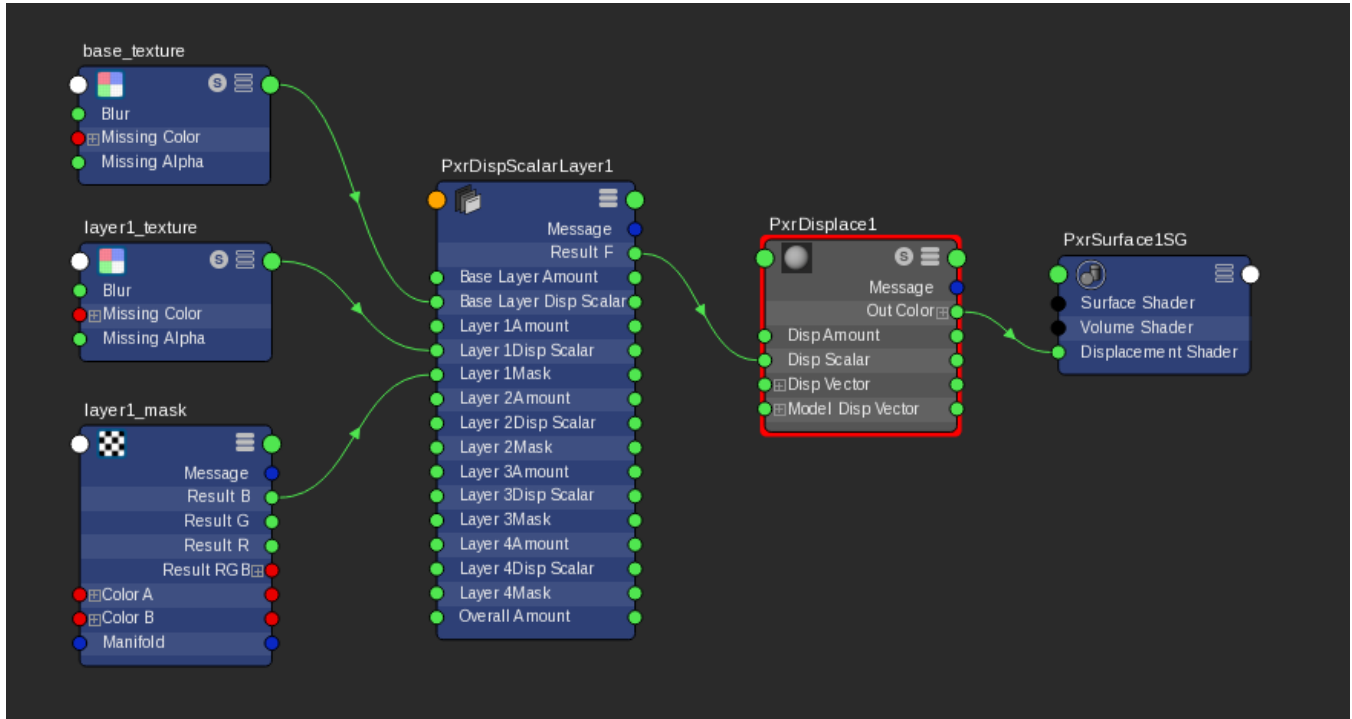 base_texture
S
Blur
Missing Color
Missing Alpha
layer1_texture
S
Blur
Missing Color
Missing Alpha
layer1_mask
Message
Result B
Result G
Result R
Result RGB
Color A
Color B
Manifold
PxrDispScalarLayer1
Message
Result F
Base Layer Amount
Base Layer Disp Scalar
Layer 1Amount
Layer 1Disp Scalar
Layer 1Mask
Layer 2Amount
Layer 2Disp Scalar
Layer 2Mask
Layer 3Amount
Layer 3Disp Scalar
Layer 3Mask
Layer 4Amount
Layer 4Disp Scalar
Layer 4Mask
Overall Amount
PxrDisplace1
S
Message
Out Color
Disp Amount
Disp Scalar
Disp Vector
Model Disp Vector
PxrSurface1SG
Surface Shader
Volume Shader
Displacement Shader